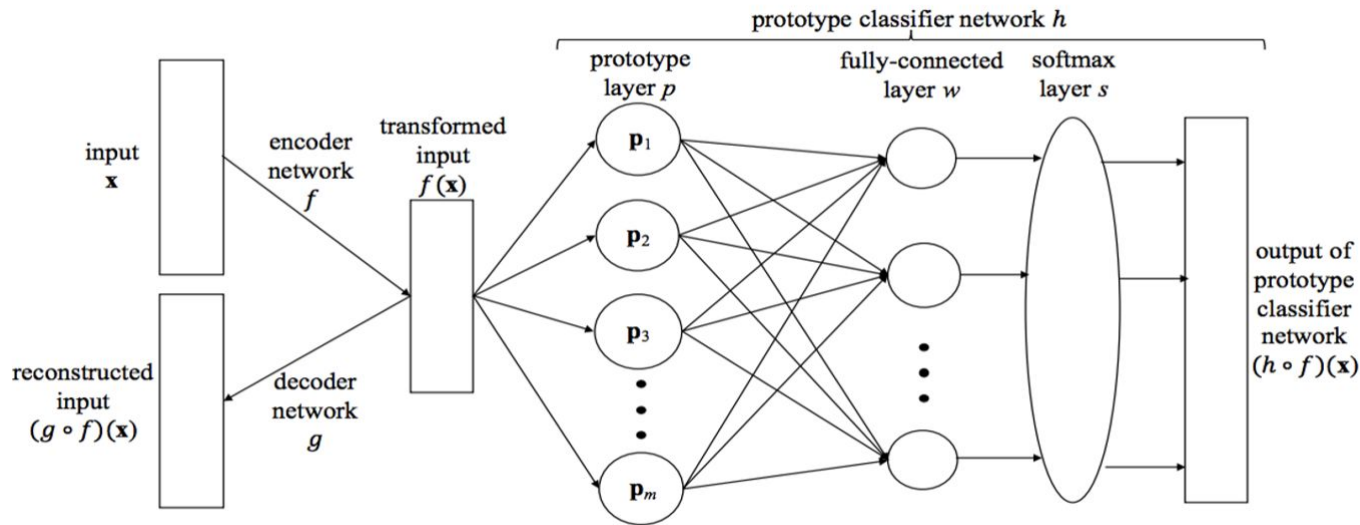 prototype classifier network h
prototype
layer p
fully-connected
layer w
softmax
layer s
input
x
encoder
network
f
transformed
input
f(x)
p1
p2
p3
pm
reconstructed
input
(g ∘ f)(x)
decoder
network
g
output of
prototype
classifier
network
(h ∘ f)(x)